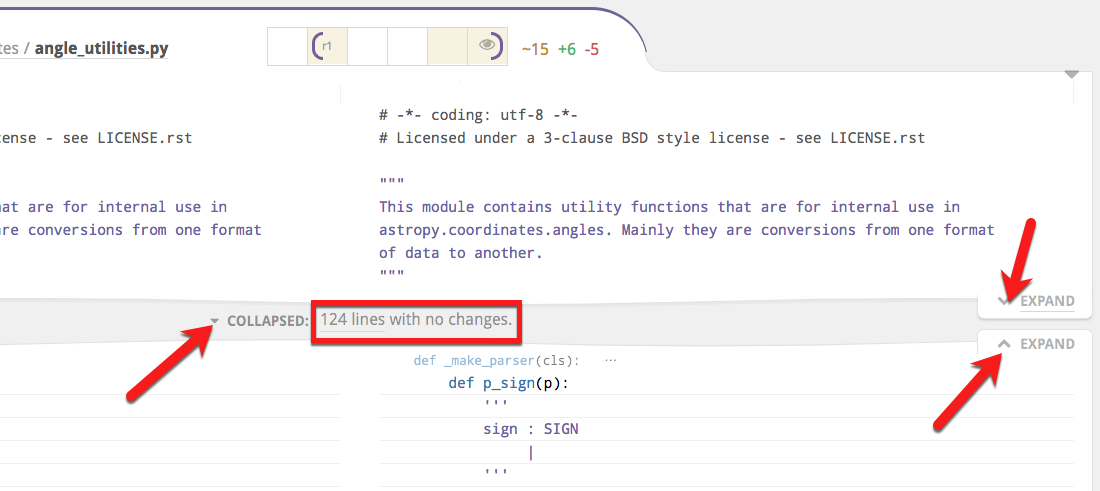 tes / angle_utilities.py
r1
~15 +6 -5
# -*- coding: utf-8 -*-
cense - see LICENSE.rst
# Licensed under a 3-clause BSD style license - see LICENSE.rst
"""
hat are for internal use in
This module contains utility functions that are for internal use in
are conversions from one format
astropy.coordinates.angles. Mainly they are conversions from one format
of data to another.
"""
EXPAND
COLLAPSED: 124 lines with no changes.
EXPAND
def _make_parser(cls): ...
def p_sign(p):
'''
sign : SIGN
|
'''